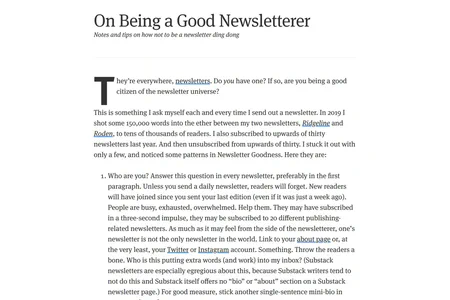 On Being a Good Newsletterer
Notes and tips on how not to be a newsletter ding dong
They're everywhere, newsletters. Do you have one? If so, are you being a good
citizen of the newsletter universe?
This is something I ask myself each and every time I send out a newsletter. In 2019 I
shot some 150,000 words into the ether between my two newsletters, Ridgeline and
Roden, to tens of thousands of readers. I also subscribed to upwards of thirty
newsletters last year. And then unsubscribed from upwards of thirty. I stuck it out with
only a few, and noticed some patterns in Newsletter Goodness. Here they are:
1. Who are you? Answer this question in every newsletter, preferably in the first
paragraph. Unless you send a daily newsletter, readers will forget. New readers
will have joined since you sent your last edition (even if it was just a week ago).
People are busy, exhausted, overwhelmed. Help them. They may have subscribed
in a three-second impulse, they may be subscribed to 20 different publishing-
related newsletters. As much as it may feel from the side of the newsletterer, one's
newsletter is not the only newsletter in the world. Link to your about page or, at
the very least, your Twitter or Instagram account. Something. Throw the readers a
bone. Who is this putting extra words (and work) into my inbox? (Substack
newsletters are especially egregious about this, because Substack writers tend to
not do this and Substack itself offers no "bio" or "about" section on a Substack
newsletter page.) For good measure, stick another single-sentence mini-bio in